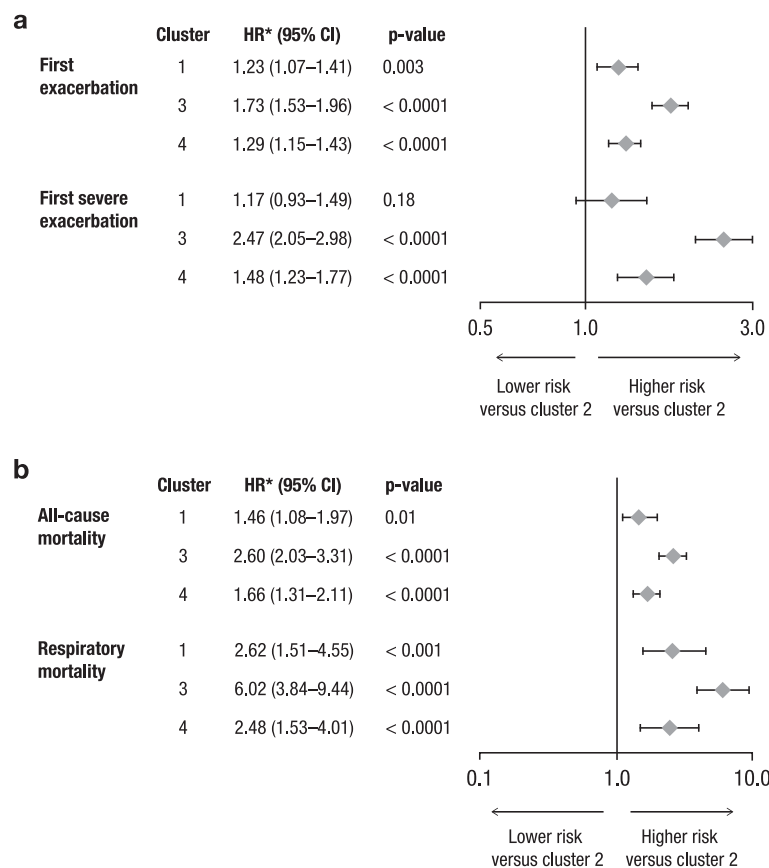 a
Cluster HR* (95% CI) p-value
First exacerbation 1 1.23 (1.07–1.41) 0.003
3 1.73 (1.53–1.96) < 0.0001
4 1.29 (1.15–1.43) < 0.0001
First severe exacerbation 1 1.17 (0.93–1.49) 0.18
3 2.47 (2.05–2.98) < 0.0001
4 1.48 (1.23–1.77) < 0.0001
0.5 1.0 3.0
Lower risk versus cluster 2
Higher risk versus cluster 2
b
Cluster HR* (95% CI) p-value
All-cause mortality 1 1.46 (1.08–1.97) 0.01
3 2.60 (2.03–3.31) < 0.0001
4 1.66 (1.31–2.11) < 0.0001
Respiratory mortality 1 2.62 (1.51–4.55) < 0.001
3 6.02 (3.84–9.44) < 0.0001
4 2.48 (1.53–4.01) < 0.0001
0.1 1.0 10.0
Lower risk versus cluster 2
Higher risk versus cluster 2